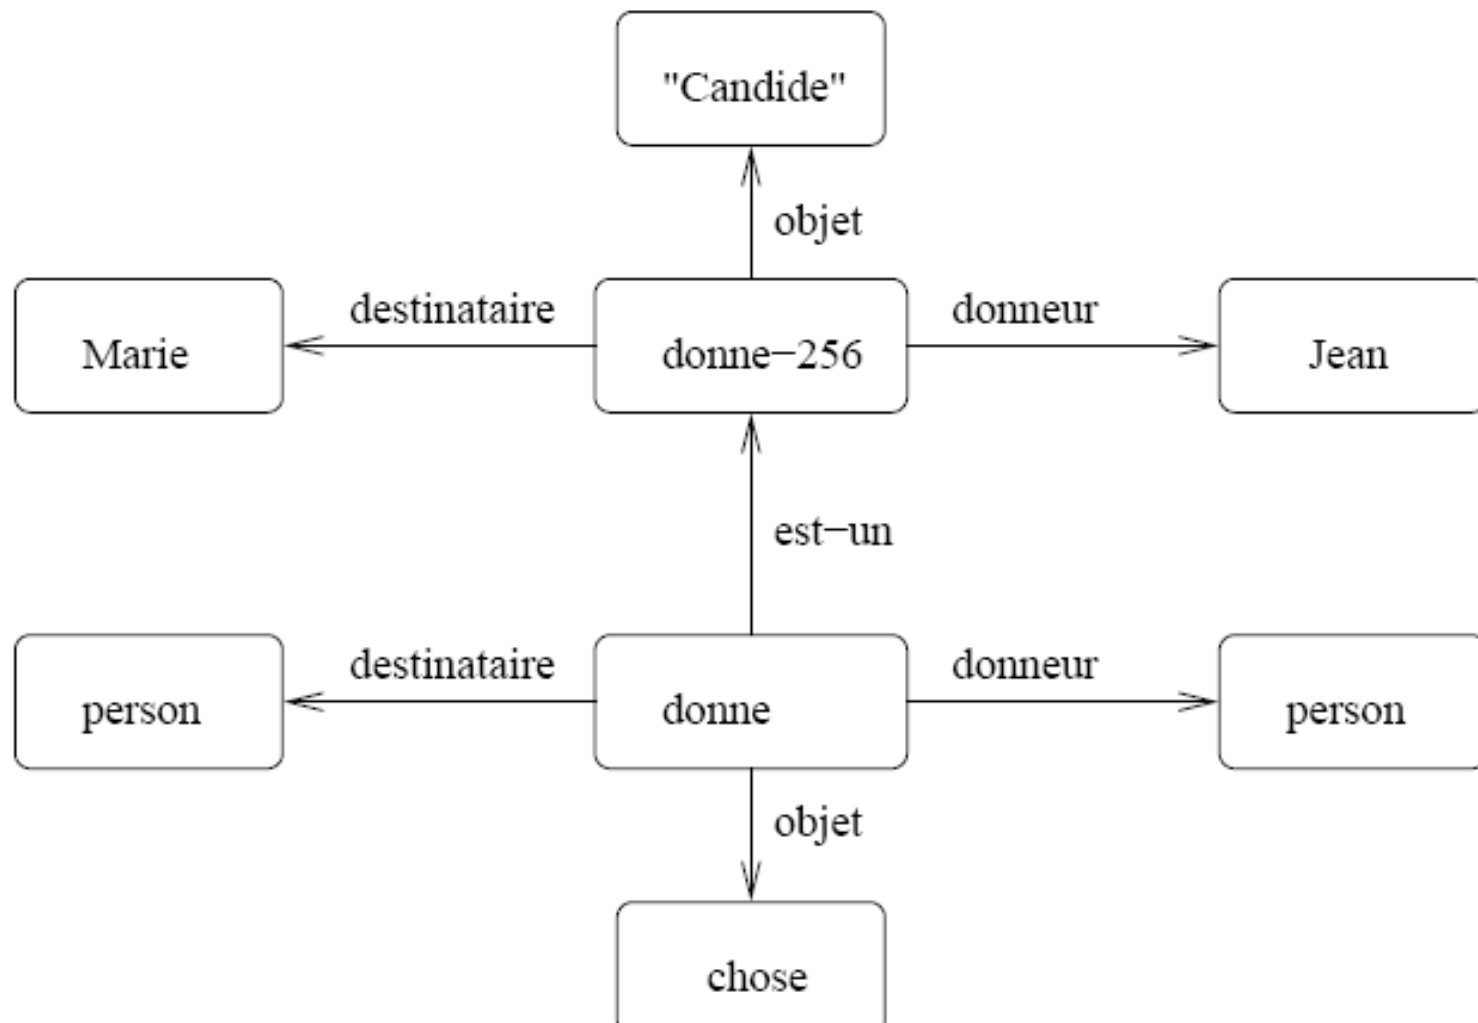 "Candide"
objet
destinataire
donneur
Marie
donne−256
Jean
est−un
destinataire
donneur
person
donne
person
objet
chose